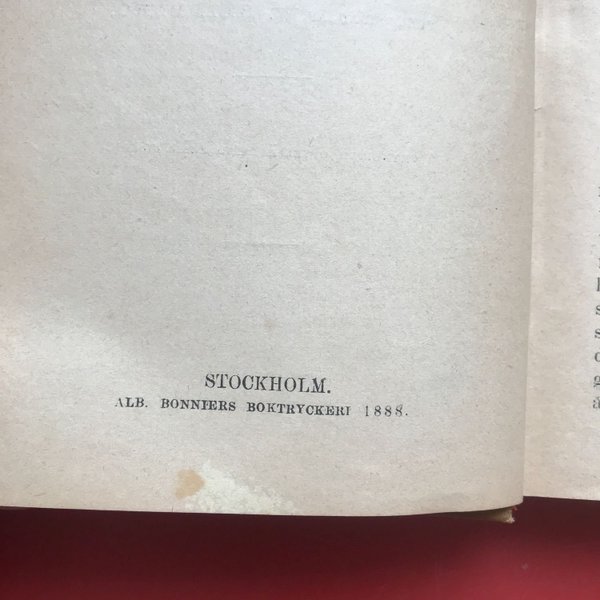 STOCKHOLM.
ALB. BONNIERS BOKTRYCKERI 1888.